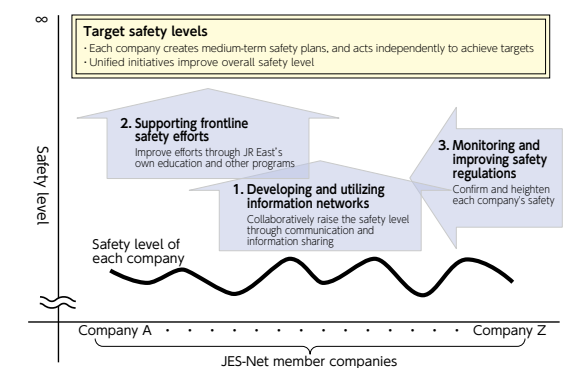 ∞
Target safety levels
・Each company creates medium-term safety plans, and acts independently to achieve targets
・Unified initiatives improve overall safety level
2. Supporting frontline
safety efforts
Improve efforts through JR East's
own education and other programs
3. Monitoring and
improving safety
regulations
Confirm and heighten
each company's safety
1. Developing and utilizing
information networks
Collaboratively raise the safety level
through communication and
information sharing
Safety level
Safety level of
each company
Company A ・ ・ ・ ・ ・ ・ ・ ・ ・ ・ ・ ・ ・ ・ Company Z
JES-Net member companies